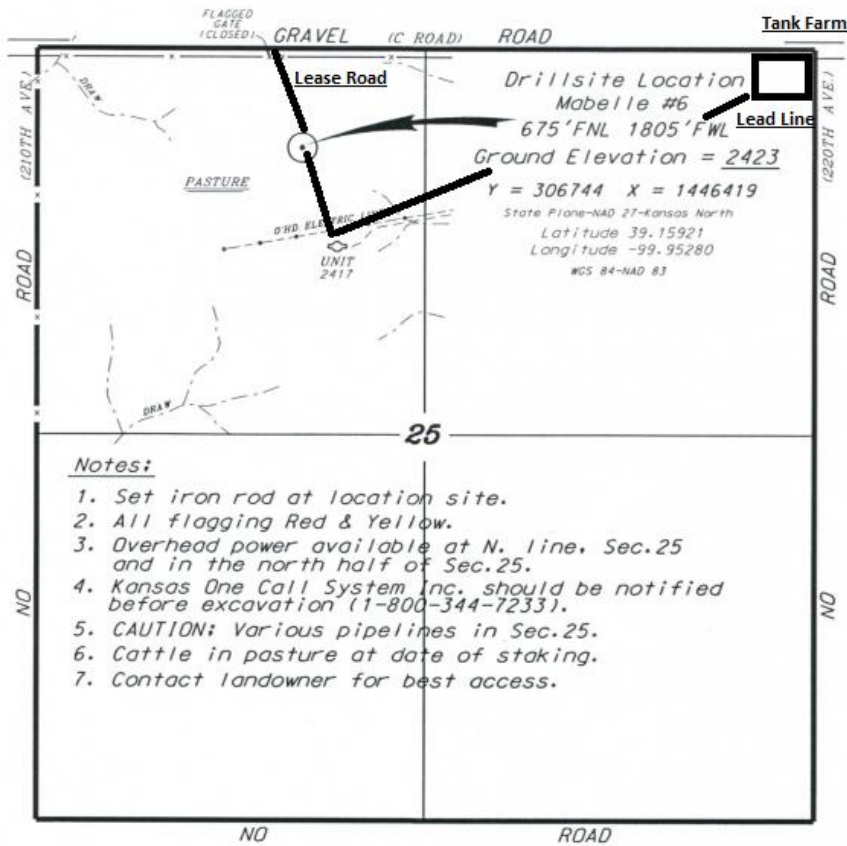 FLAGGED
GATE
(CLOSED)
GRAVEL (C ROAD) ROAD
Tank Farm
(210TH AVE.)
ROAD
NO
DRAW
Lease Road
Drillsite Location
Mabelle #6
675'FNL 1805'FWL
Lead Line
Ground Elevation = 2423
Y = 306744 X = 1446419
State Plane-NAD 27-Kansas North
Latitude 39.15921
Longitude -99.95280
WGS 84-NAD 83
PASTURE
O'HD ELECTRIC LINE
UNIT
2417
DRAW
(220TH AVE.)
ROAD
NO
25
Notes:
1. Set iron rod at location site.
2. All flagging Red & Yellow.
3. Overhead power available at N. line, Sec.25
and in the north half of Sec.25.
4. Kansas One Call System Inc. should be notified
before excavation (1-800-344-7233).
5. CAUTION: Various pipelines in Sec.25.
6. Cattle in pasture at date of staking.
7. Contact landowner for best access.
NO ROAD